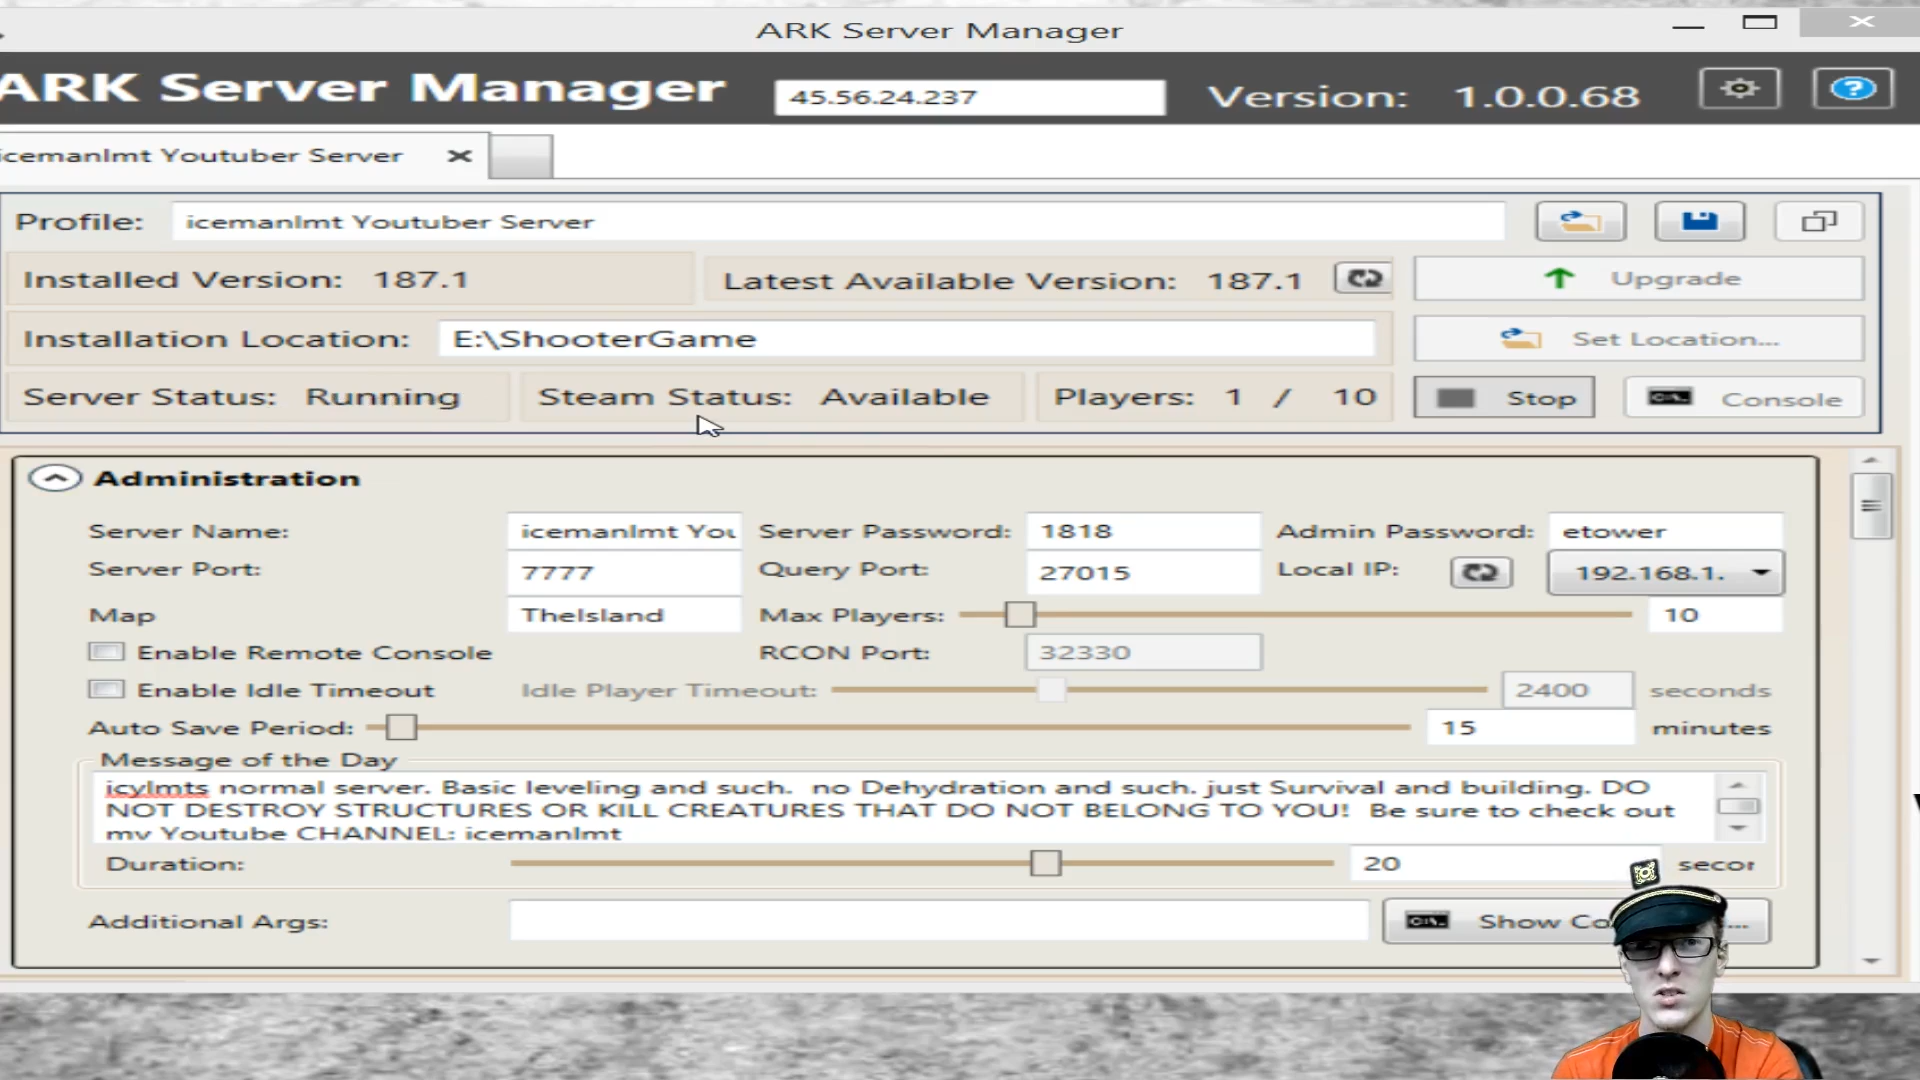 ARK Server Manager
ARK Server Manager 45.56.24.237 Version: 1.0.0.68
icemanlmt Youtuber Server
Profile: icemanlmt Youtuber Server
Installed Version: 187.1 Latest Available Version: 187.1 Upgrade
Installation Location: E:\ShooterGame Set Location...
Server Status: Running Steam Status: Available Players: 1 / 10 Stop Console
Administration
Server Name: icemanlmt You Server Password: 1818 Admin Password: etower
Server Port: 7777 Query Port: 27015 Local IP: 192.168.1.
Map TheIsland Max Players: 10
Enable Remote Console RCON Port: 32330
Enable Idle Timeout Idle Player Timeout: 2400 seconds
Auto Save Period: 15 minutes
Message of the Day
icylmts normal server. Basic leveling and such. no Dehydration and such. just Survival and building. DO
NOT DESTROY STRUCTURES OR KILL CREATURES THAT DO NOT BELONG TO YOU! Be sure to check out
my Youtube CHANNEL: icemanlmt
Duration: 20 secor
Additional Args: Show Co ...